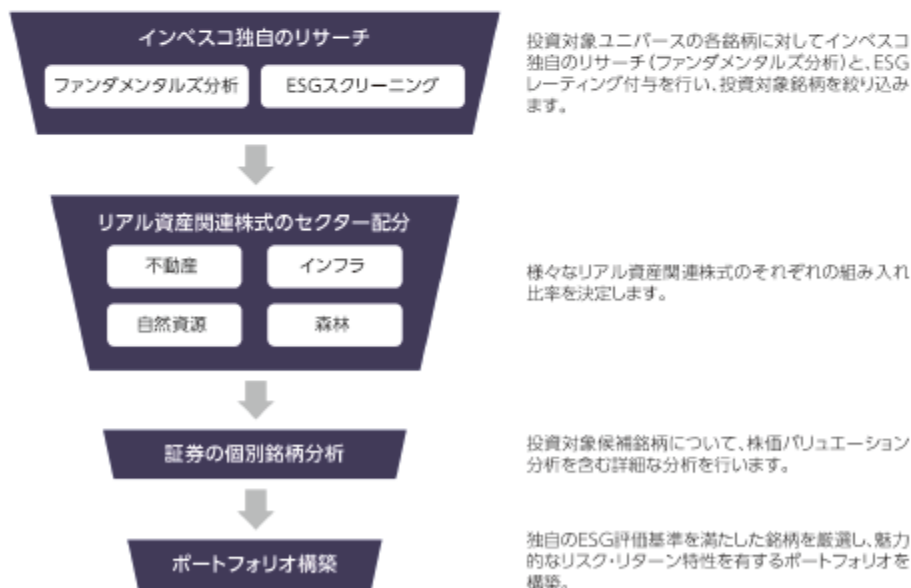 インベスコ独自のリサーチ
ファンダメンタルズ分析
ESGスクリーニング
投資対象ユニバースの各銘柄に対してインベスコ
独自のリサーチ(ファンダメンタルズ分析)と、ESG
レーティング付与を行い、投資対象銘柄を絞り込み
ます。
リアル資産関連株式のセクター配分
不動産
インフラ
自然資源
森林
様々なリアル資産関連株式のそれぞれの組み入れ
比率を決定します。
証券の個別銘柄分析
投資対象候補銘柄について、株価バリュエーション
分析を含む詳細な分析を行います。
ポートフォリオ構築
独自のESG評価基準を満たした銘柄を厳選し、魅力
的なリスク・リターン特性を有するポートフォリオを
構築。